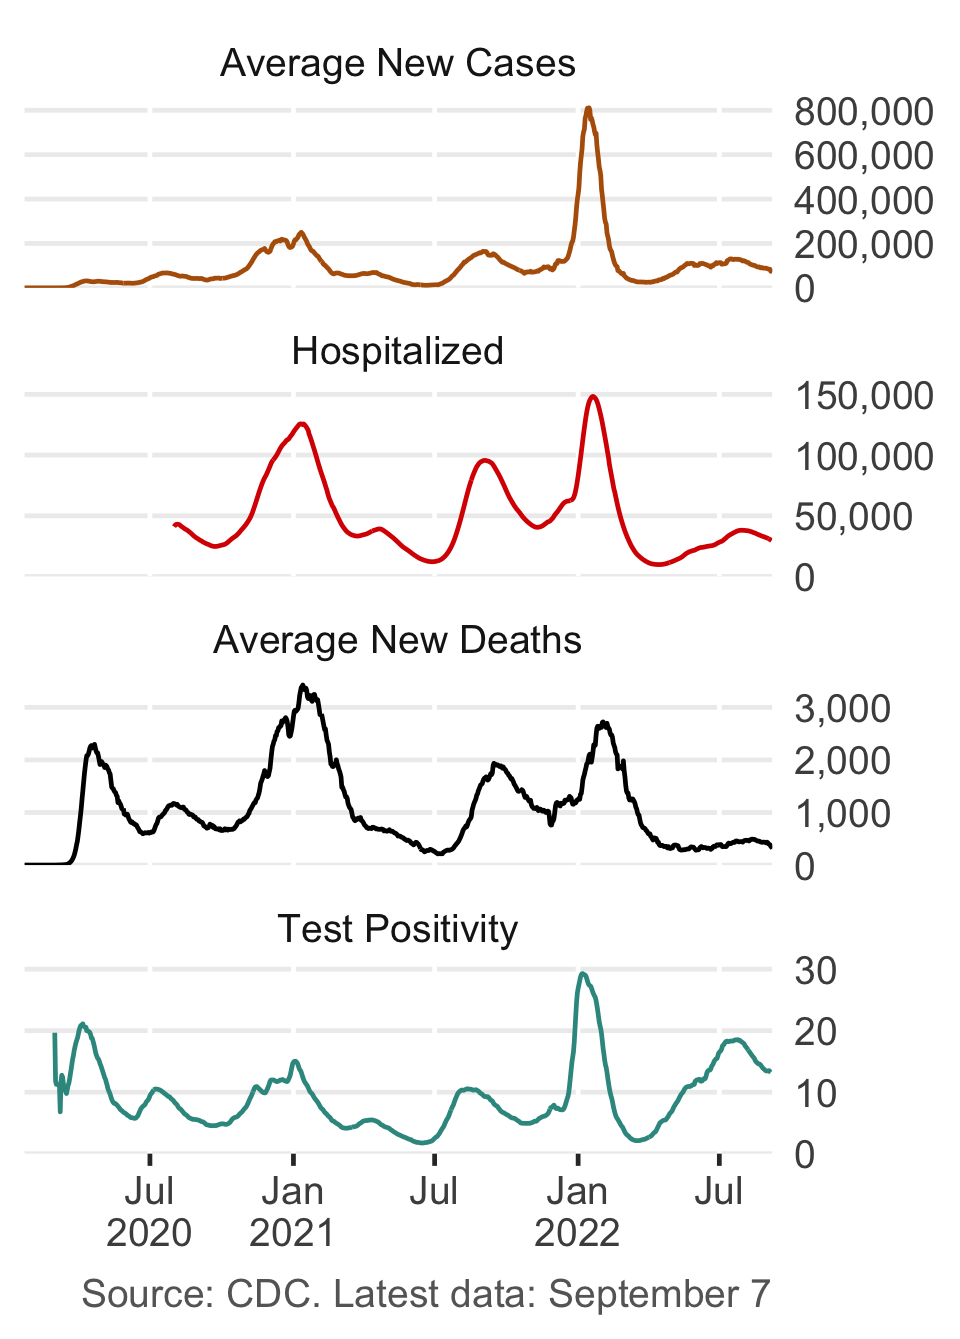 Average New Cases
800,000
600,000
400,000
200,000
0
Hospitalized
150,000
100,000
50,000
0
Average New Deaths
3,000
2,000
1,000
0
Test Positivity
30
20
10
0
Jul Jan Jul Jan Jul
2020 2021 2022
Source: CDC. Latest data: September 7